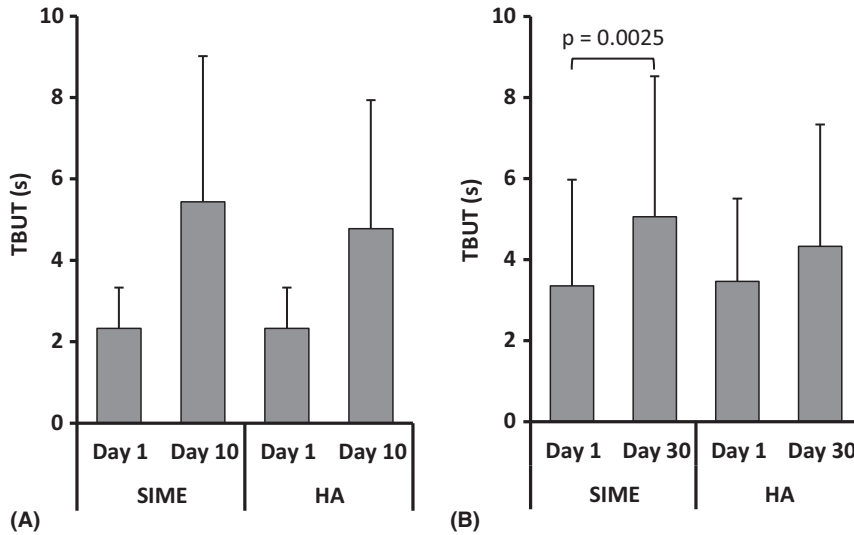 10
8
6
4
2
0
TBUT (s)
Day 1 Day 10 Day 1 Day 10
SIME HA
(A)
10
8
6
4
2
0
TBUT (s)
p = 0.0025
Day 1 Day 30 Day 1 Day 30
SIME HA
(B)